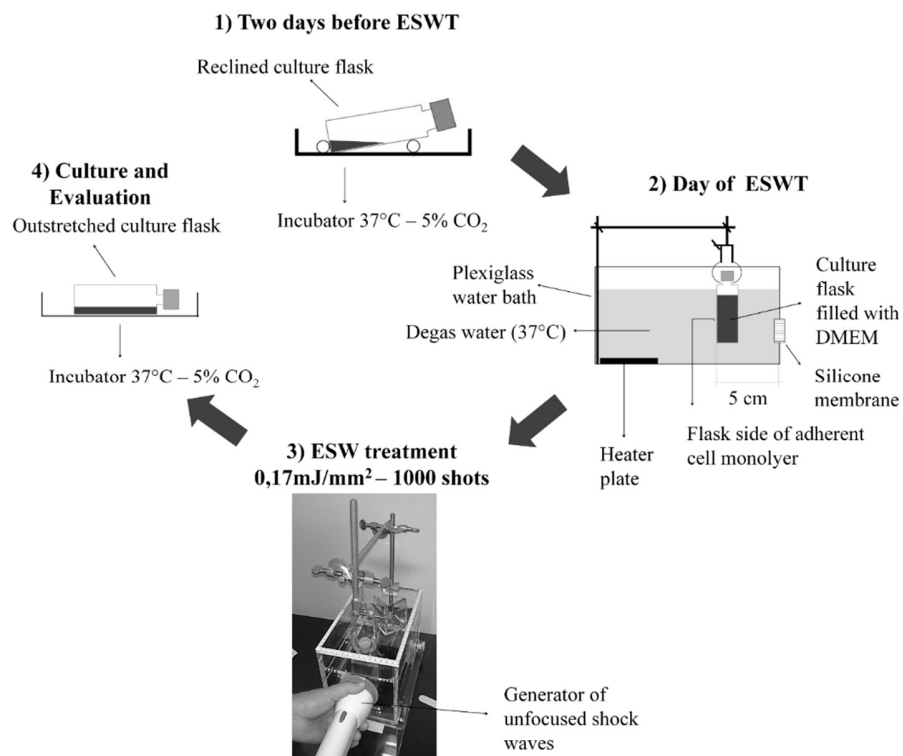 1) Two days before ESWT
Reclined culture flask
Incubator 37°C – 5% CO₂
2) Day of ESWT
Plexiglass
water bath
Degas water (37°C)
Culture
flask
filled with
DMEM
Silicone
membrane
5 cm
Flask side of adherent
cell monolyer
Heater
plate
3) ESW treatment
0,17mJ/mm² – 1000 shots
Generator of
unfocused shock
waves
4) Culture and
Evaluation
Outstretched culture flask
Incubator 37°C – 5% CO₂